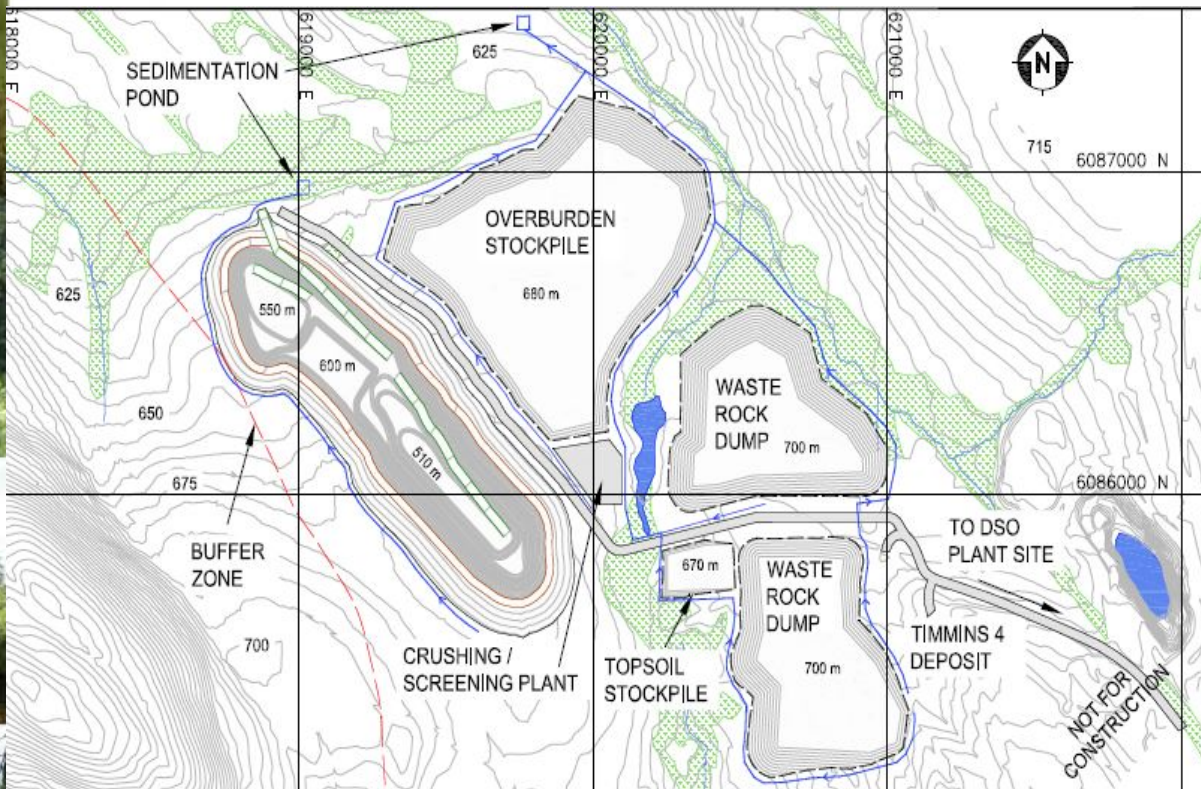 618000 E
619000 E
620000 E
621000 E
N
625
SEDIMENTATION
POND
715
6087000 N
OVERBURDEN
STOCKPILE
680 m
625
550 m
600 m
WASTE
ROCK
DUMP
700 m
650
510 m
675
6086000 N
BUFFER
ZONE
TO DSO
PLANT SITE
670 m
WASTE
ROCK
DUMP
700 m
700
CRUSHING /
SCREENING PLANT
TOPSOIL
STOCKPILE
TIMMINS 4
DEPOSIT
NOT FOR
CONSTRUCTION